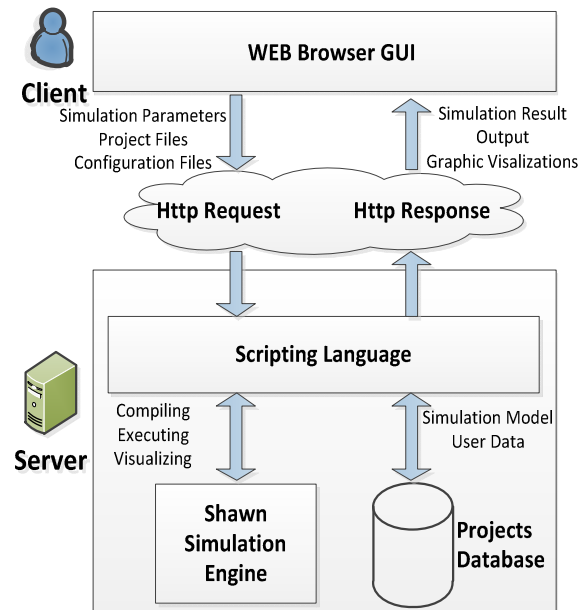 WEB Browser GUI
Client
Simulation Parameters
Project Files
Configuration Files
Simulation Result
Output
Graphic Visalizations
Http Request
Http Response
Scripting Language
Compiling
Executing
Visualizing
Simulation Model
User Data
Server
Shawn
Simulation
Engine
Projects
Database